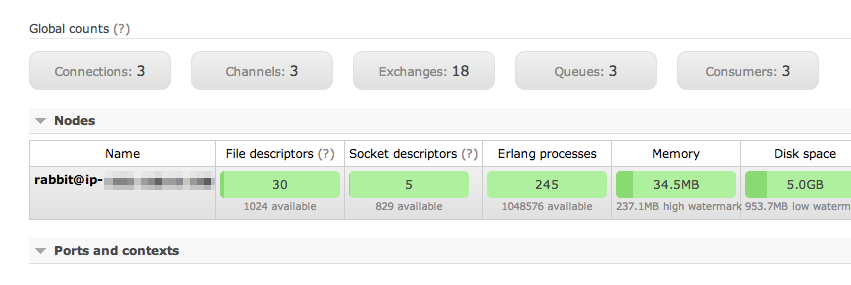 Global counts (?)
Connections: 3 Channels: 3 Exchanges: 18 Queues: 3 Consumers: 3
Nodes
Name File descriptors (?) Socket descriptors (?) Erlang processes Memory Disk space
rabbit@ip- 30 5 245 34.5MB 5.0GB
1024 available 829 available 1048576 available 237.1MB high watermark 953.7MB low waterm
Ports and contexts